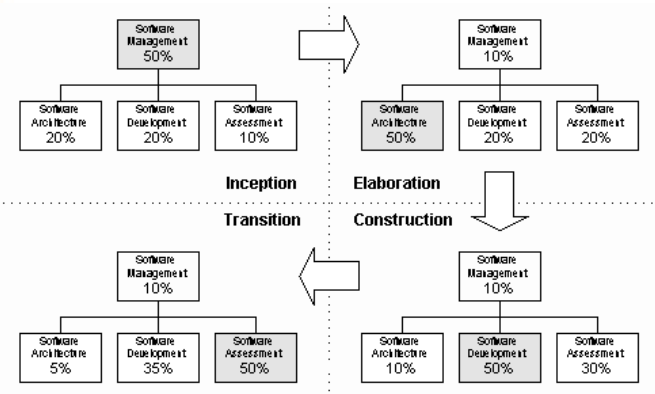 Software
Management
50%
Software
Architecture
20%
Software
Development
20%
Software
Assessment
10%
Inception
Software
Management
10%
Software
Architecture
50%
Software
Development
20%
Software
Assessment
20%
Elaboration
Transition
Software
Management
10%
Software
Architecture
5%
Software
Development
35%
Software
Assessment
50%
Construction
Software
Management
10%
Software
Architecture
10%
Software
Development
50%
Software
Assessment
30%